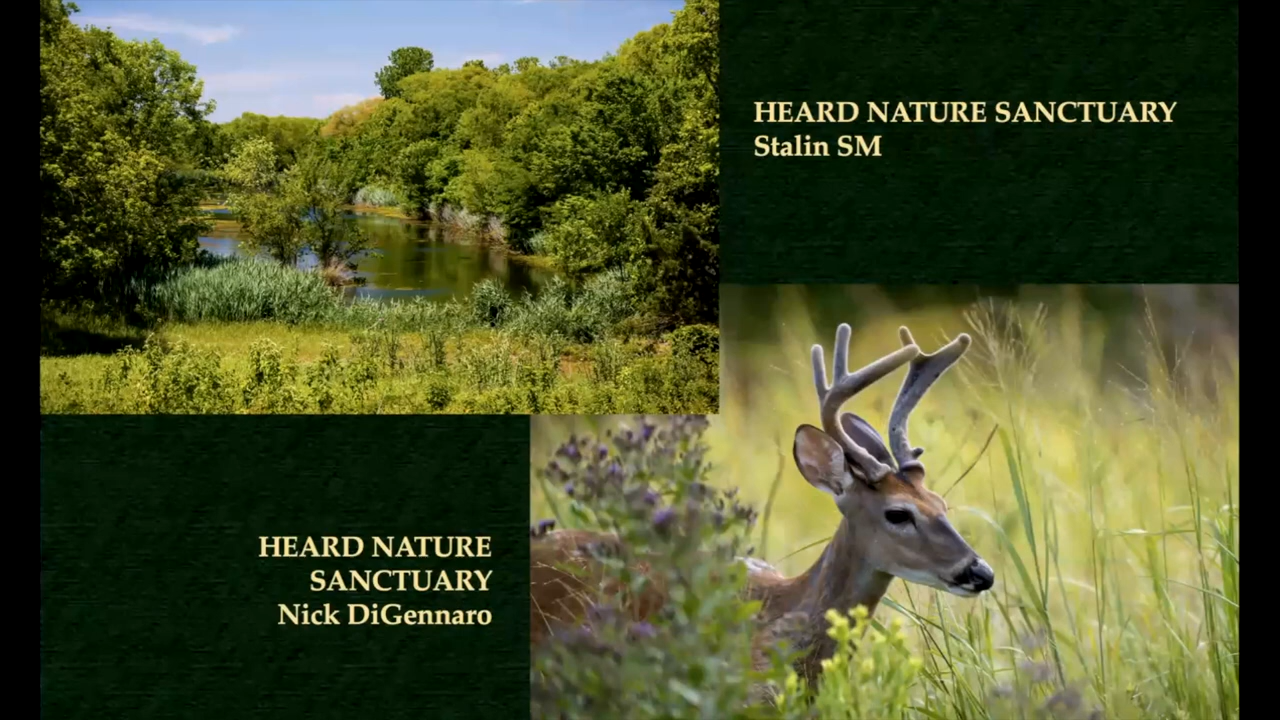 HEARD NATURE SANCTUARY
Stalin SM
HEARD NATURE
SANCTUARY
Nick DiGennaro